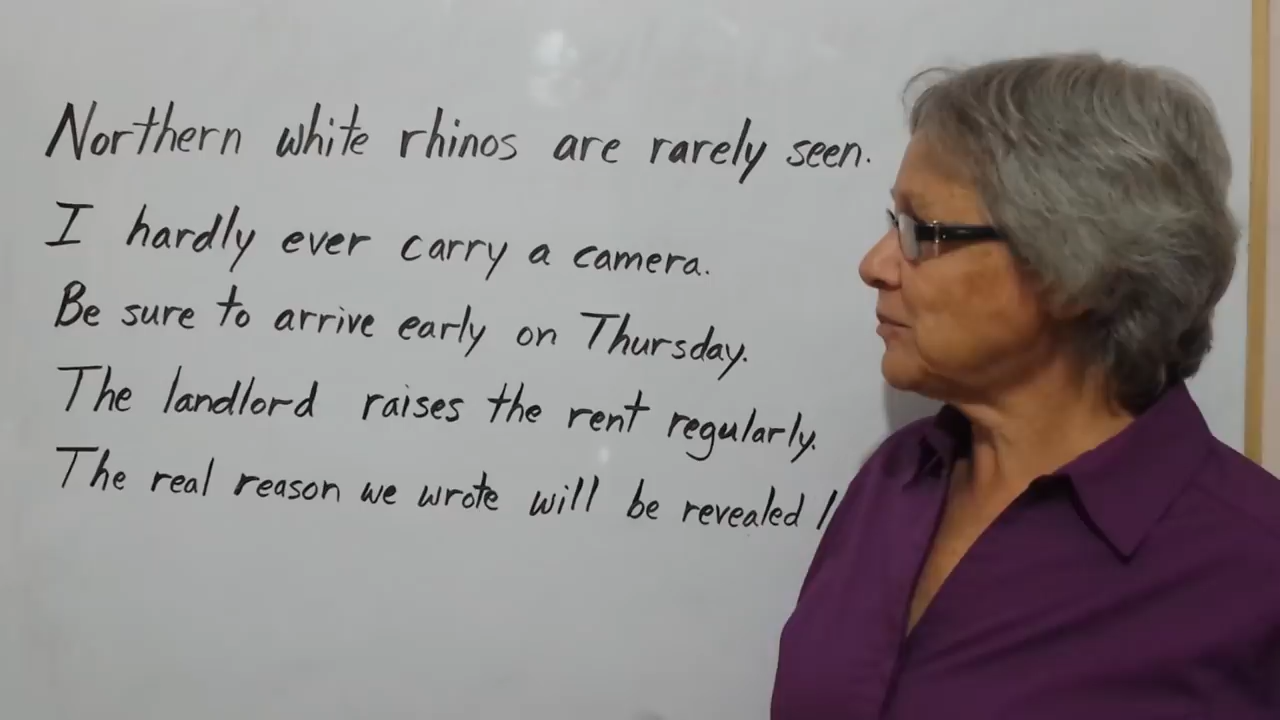 Northern white rhinos are rarely seen.
I hardly ever carry a camera.
Be sure to arrive early on Thursday.
The landlord raises the rent regularly.
The real reason we wrote will be revealed